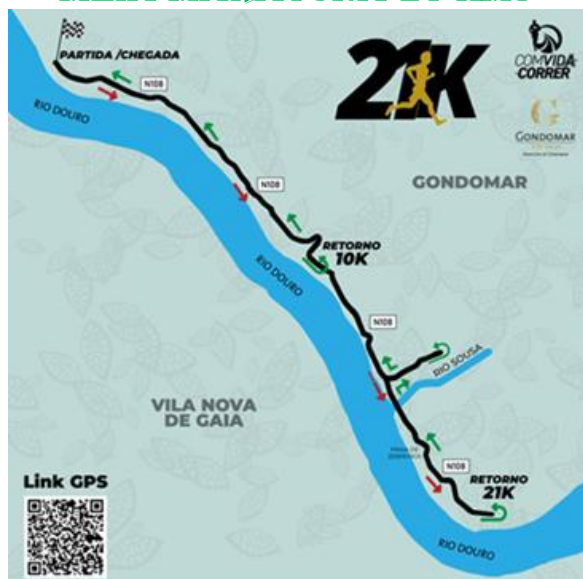 PARTIDA /CHEGADA
21K
COMVIDA
CORRER
GONDOMAR
N108
RIO DOURO
GONDOMAR
N108
RETORNO
10K
RIO DOURO
N108
RIO SOUSA
VILA NOVA
DE GAIA
N108
RETORNO
21K
Link GPS
RIO DOURO